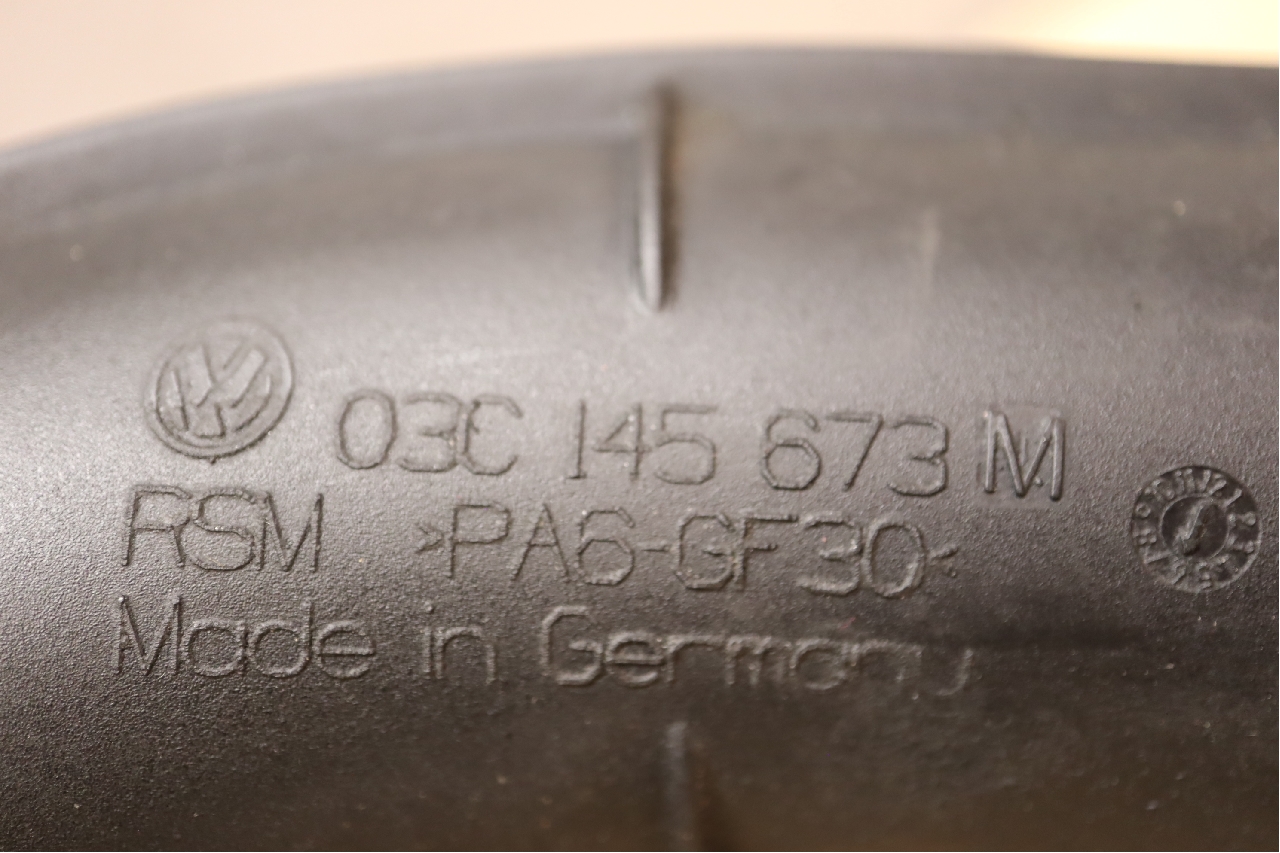 03C 145 673 M
RSM >PA6-GF30<
Made in Germany